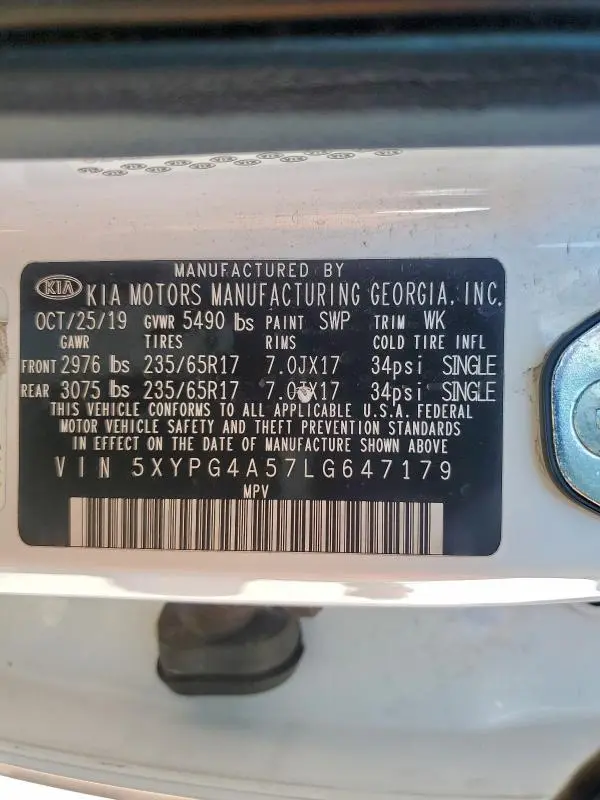 MANUFACTURED BY
KIA KIA MOTORS MANUFACTURING GEORGIA, INC.
OCT/25/19 GVWR 5490 lbs PAINT SWP TRIM WK
GAWR TIRES RIMS COLD TIRE INFL
FRONT 2976 lbs 235/65R17 7.0JX17 34psi SINGLE
REAR 3075 lbs 235/65R17 7.0JX17 34psi SINGLE
THIS VEHICLE CONFORMS TO ALL APPLICABLE U.S.A. FEDERAL
MOTOR VEHICLE SAFETY AND THEFT PREVENTION STANDARDS
IN EFFECT ON THE DATE OF MANUFACTURE SHOWN ABOVE
VIN 5XYPG4A57LG647179
MPV